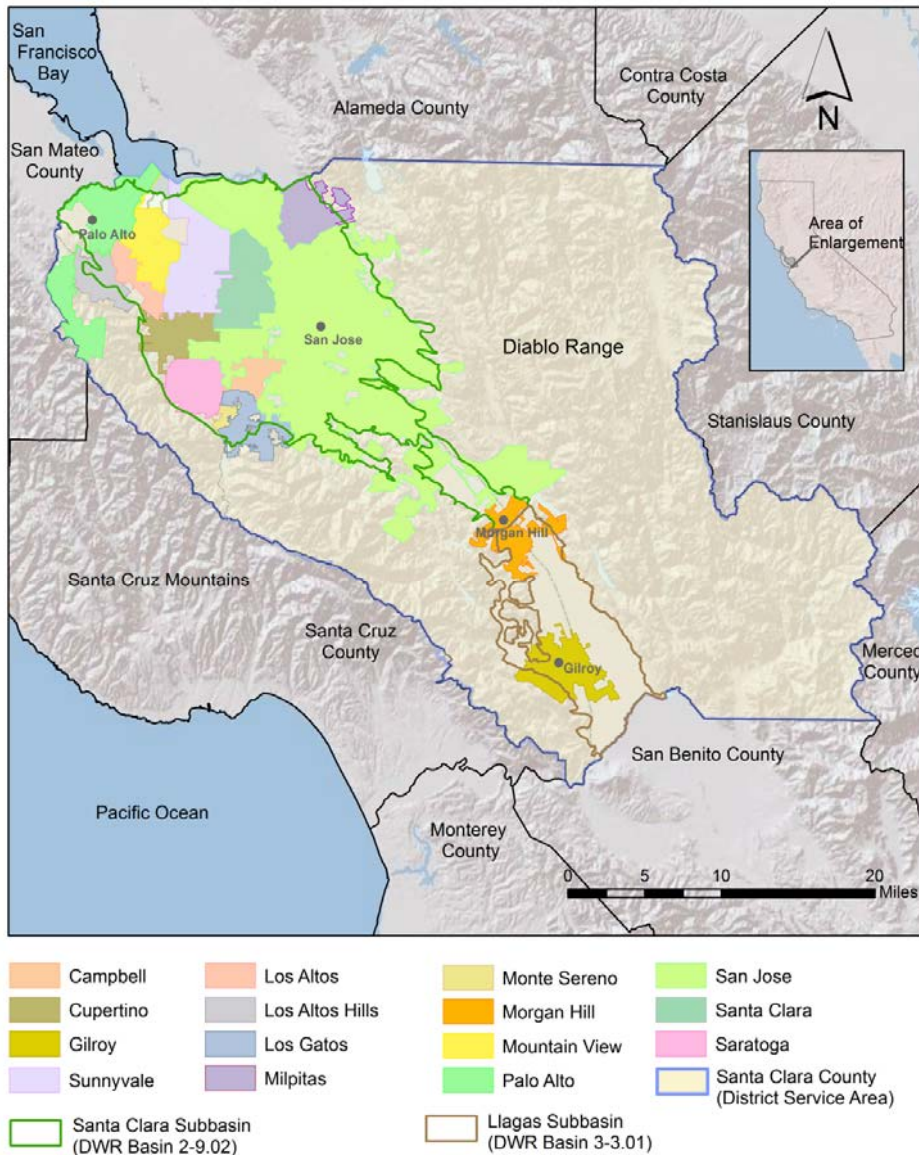 San
Francisco
Bay
Contra Costa
County
Alameda County
N
San Mateo
County
Area of
Enlargement
Palo Alto
San Jose
Diablo Range
Stanislaus County
Morgan Hill
Santa Cruz Mountains
Santa Cruz
County
Merced
County
Gilroy
San Benito County
Pacific Ocean
Monterey
County
0 5 10 20
Miles
Campbell
Los Altos
Monte Sereno
San Jose
Cupertino
Los Altos Hills
Morgan Hill
Santa Clara
Gilroy
Los Gatos
Mountain View
Saratoga
Sunnyvale
Milpitas
Palo Alto
Santa Clara County
(District Service Area)
Santa Clara Subbasin
(DWR Basin 2-9.02)
Llagas Subbasin
(DWR Basin 3-3.01)